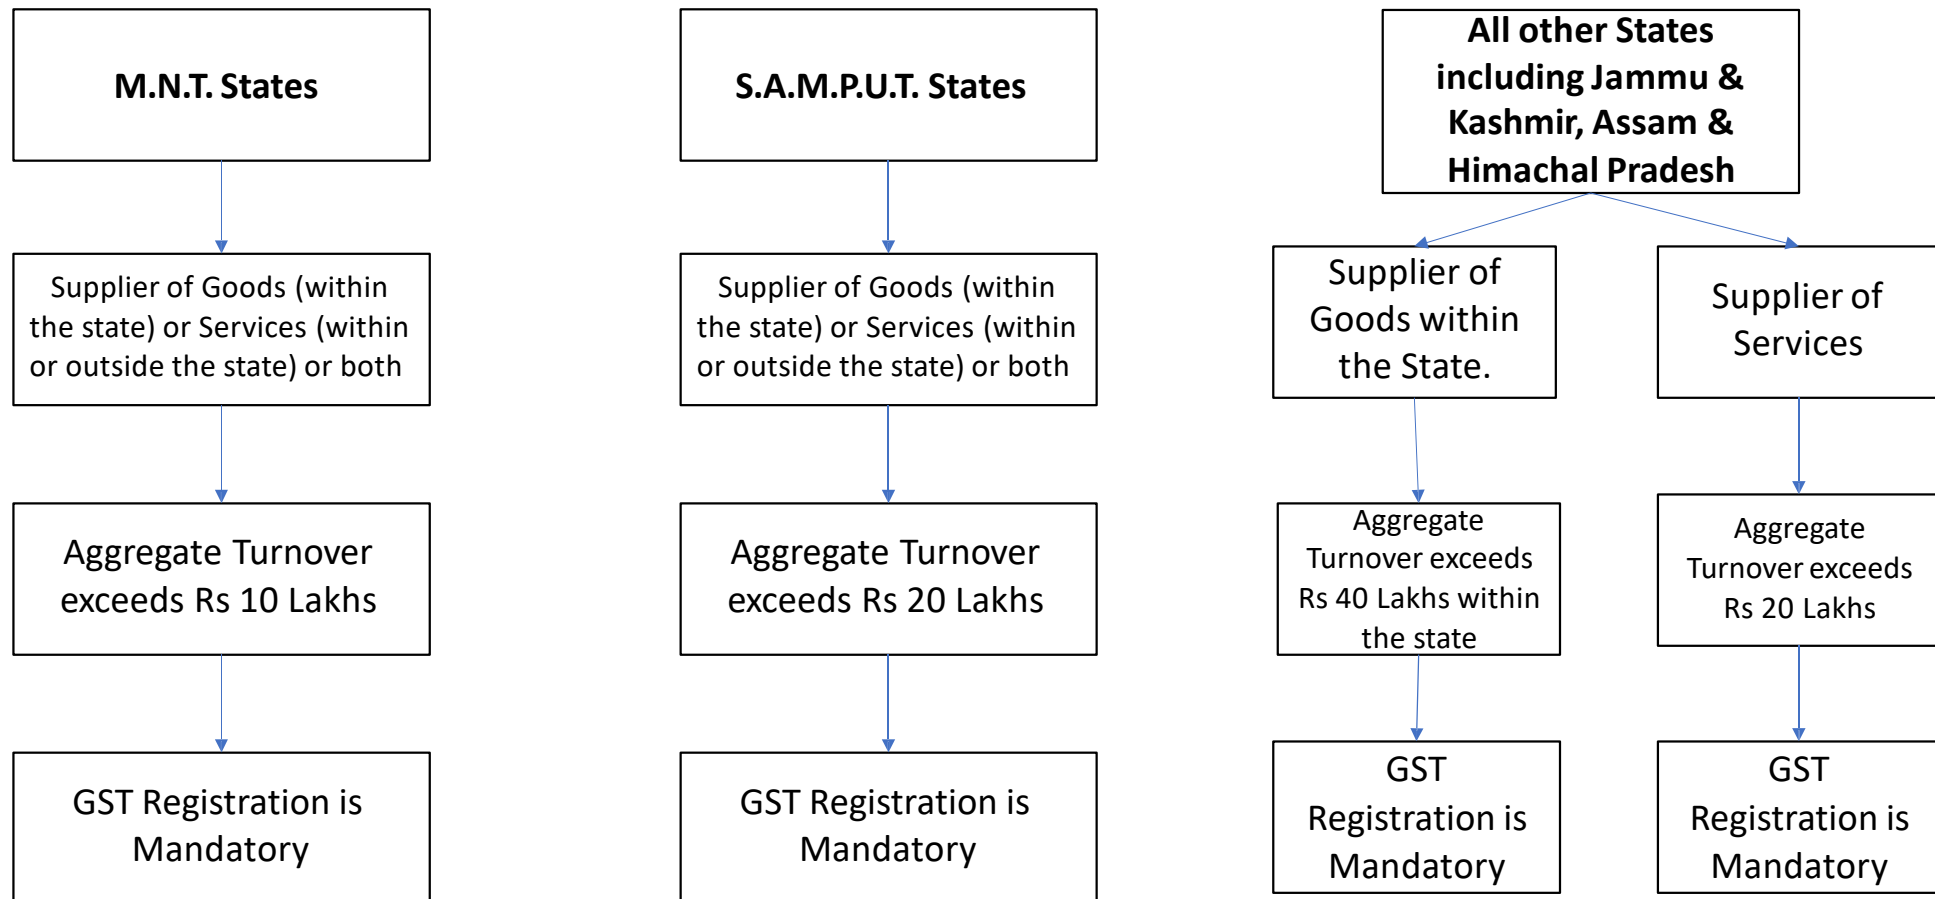 M.N.T. States
Supplier of Goods (within
the state) or Services (within
or outside the state) or both
Aggregate Turnover
exceeds Rs 10 Lakhs
GST Registration is
Mandatory
S.A.M.P.U.T. States
Supplier of Goods (within
the state) or Services (within
or outside the state) or both
Aggregate Turnover
exceeds Rs 20 Lakhs
GST Registration is
Mandatory
All other States
including Jammu &
Kashmir, Assam &
Himachal Pradesh
Supplier of
Goods within
the State.
Aggregate
Turnover exceeds
Rs 40 Lakhs within
the state
GST
Registration is
Mandatory
Supplier of
Services
Aggregate
Turnover exceeds
Rs 20 Lakhs
GST
Registration is
Mandatory